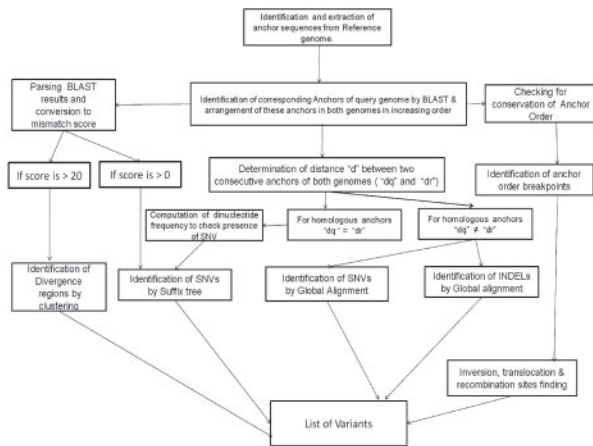 Identification and extraction of
anchor sequences from Reference
genome.
Parsing BLAST
results and
conversion to
mismatch score
Identification of corresponding Anchors of query genome by BLAST &
arrangement of these anchors in both genomes in increasing order
Checking for
conservation of Anchor
Order
If score is > 20
If score is > 0
Determination of distance "d" between two
consecutive anchors of both genomes ( "dq" and "dr")
Identification of anchor
order breakpoints
Computation of dinucleotide
frequency to check presence
of SNV
For homologous anchors
"dq " = "dr"
For homologous anchors
"dq" ≠ "dr"
Identification of
Divergence
regions by
clustering
Identification of SNVs
by Suffix tree
Identification of SNVs
by Global Alignment
Identification of INDELs
by Global alignment
Inversion, translocation &
recombination sites finding
List of Variants